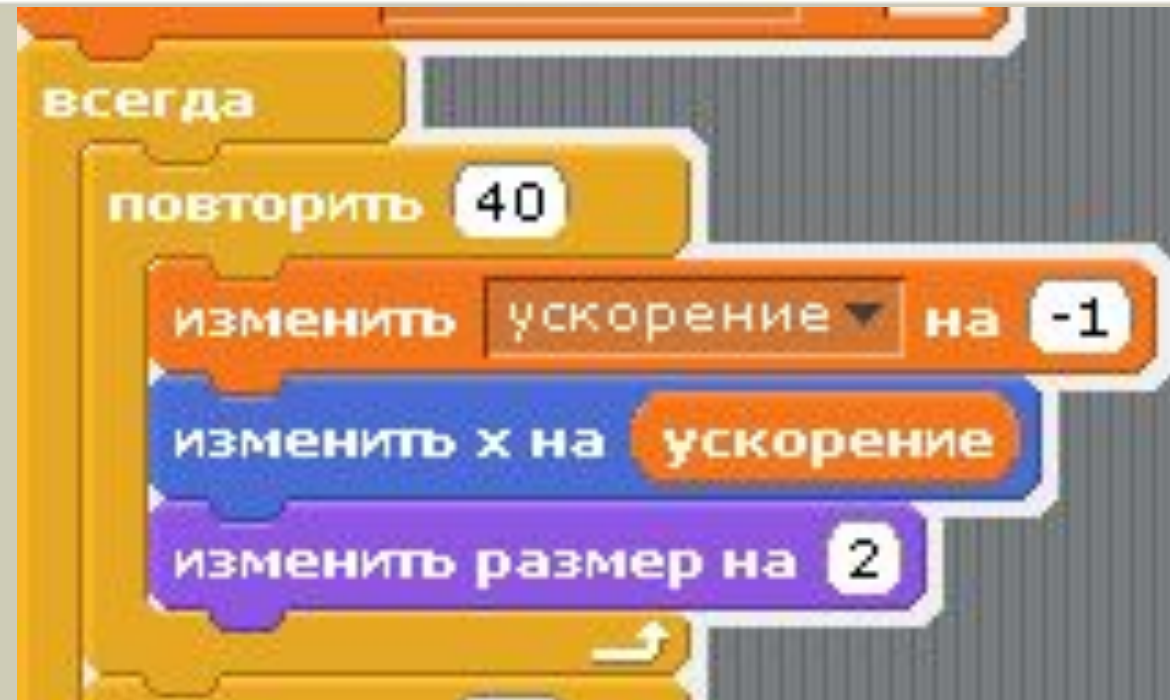 всегда
повторить 40
изменить ускорение на -1
изменить х на ускорение
изменить размер на 2